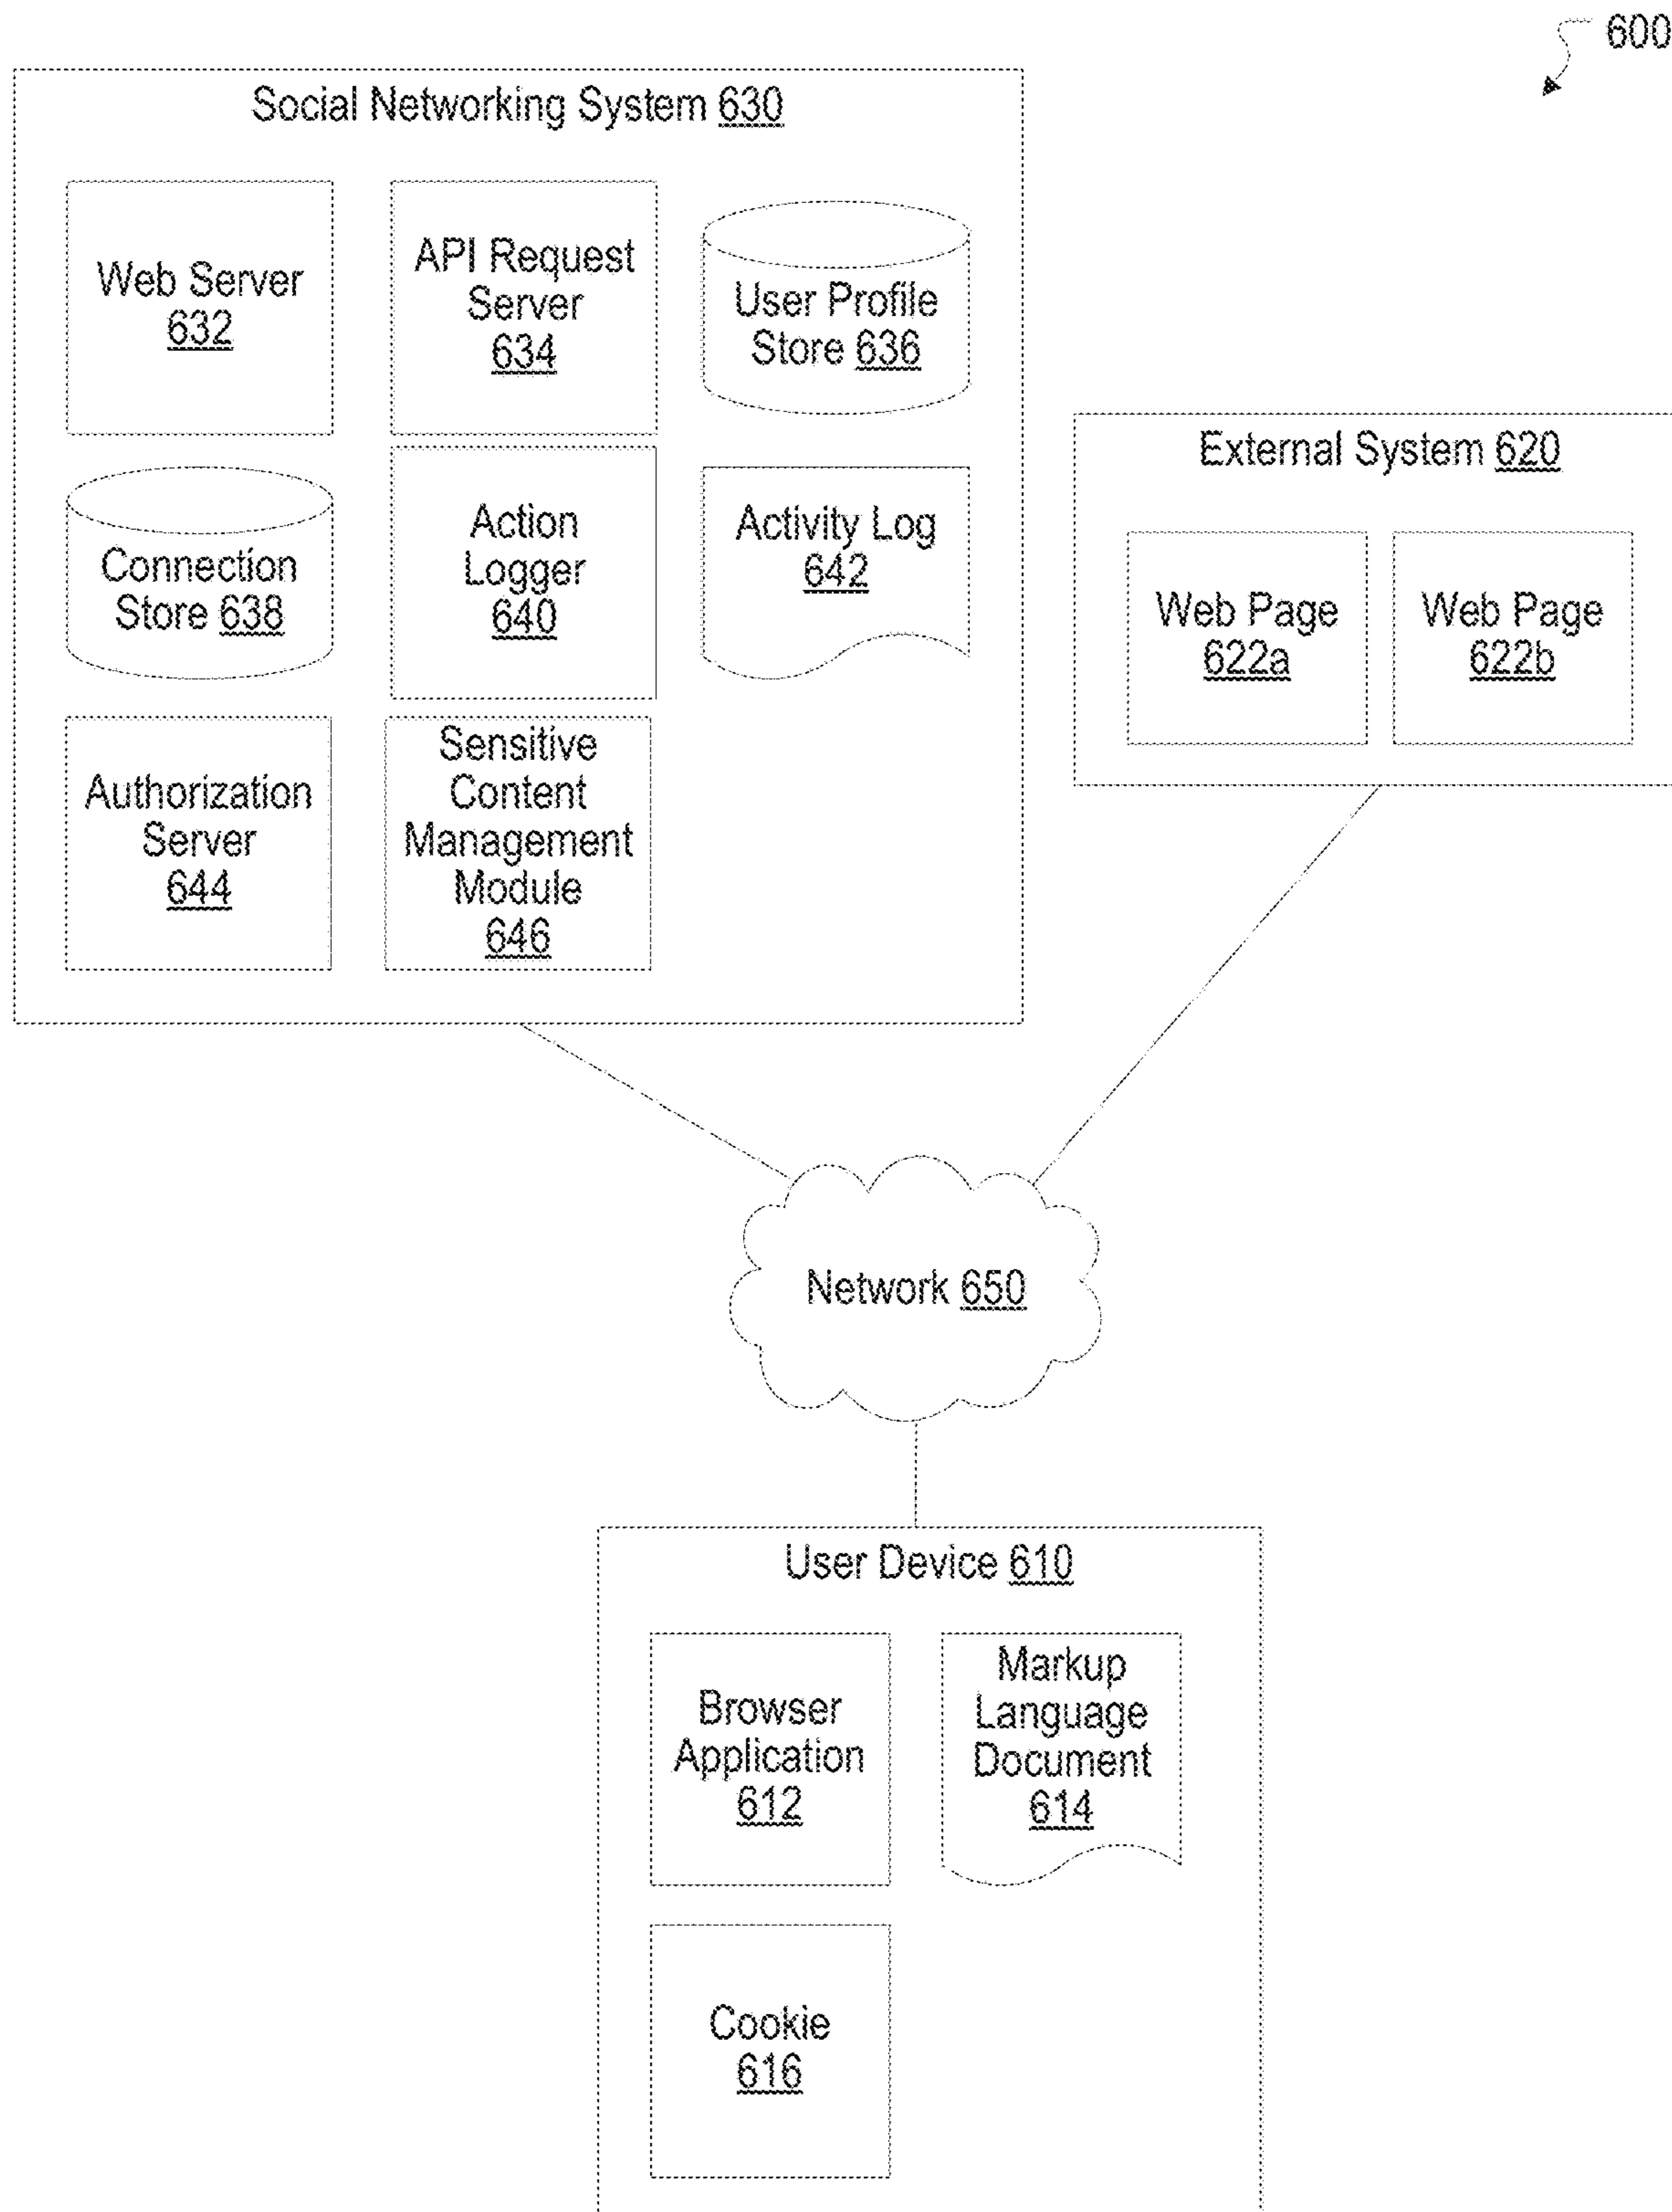 600
Social Networking System 630
Web Server
632
API Request
Server
634
User Profile
Store 636
Connection
Store 638
Action
Logger
640
Activity Log
642
Authorization
Server
644
Sensitive
Content
Management
Module
646
External System 620
Web Page
622a
Web Page
622b
Network 650
User Device 610
Browser
Application
612
Markup
Language
Document
614
Cookie
616